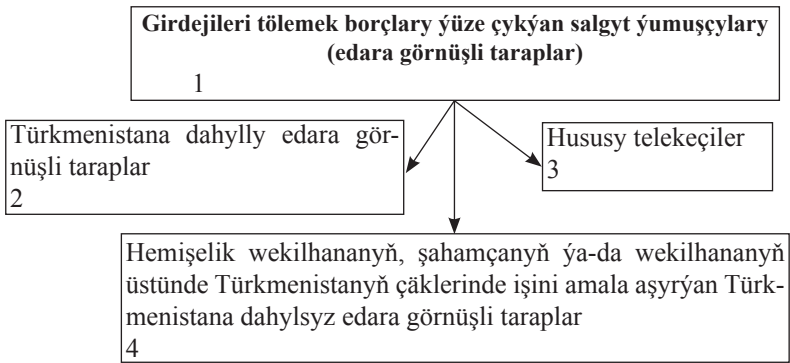 Girdejileri tölemek borçlary ýüze çykýan salgyt ýumuşçylary
(edara görnüşli taraplar)
1
Türkmenistana dahylly edara gör-
nüşli taraplar
2
Hususy telekeçiler
3
Hemişelik wekilhananyň, şahamçanyň ýa-da wekilhananyň
üstünde Türkmenistanyň çäklerinde işini amala aşyrýan Türk-
menistana dahylsyz edara görnüşli taraplar
4